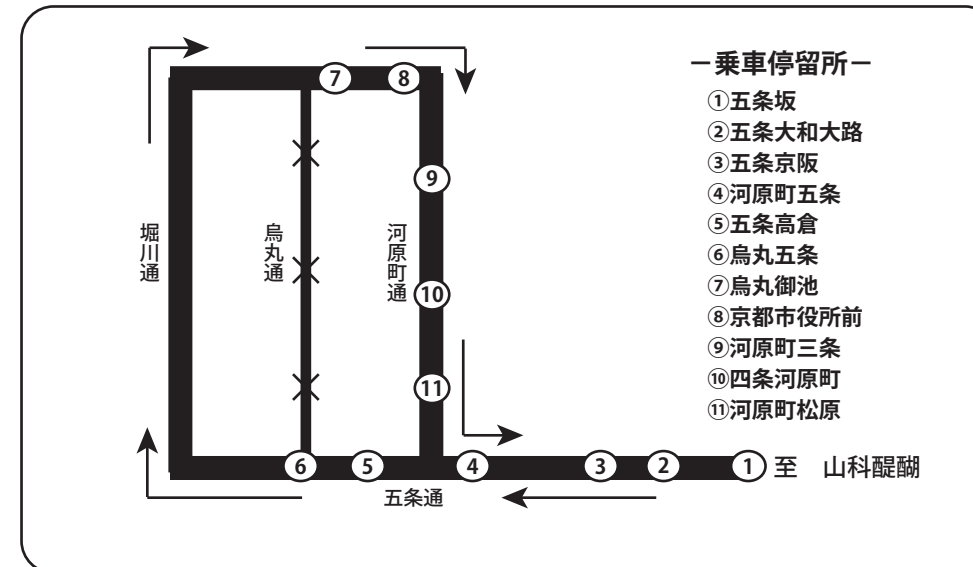 －乗車停留所－
①五条坂
②五条大和大路
③五条京阪
④河原町五条
⑤五条高倉
⑥烏丸五条
⑦烏丸御池
⑧京都市役所前
⑨河原町三条
⑩四条河原町
⑪河原町松原
7
8
9
堀川通
烏丸通
河原町通
10
11
6
5
4
3
2
1
至 山科醍醐
五条通